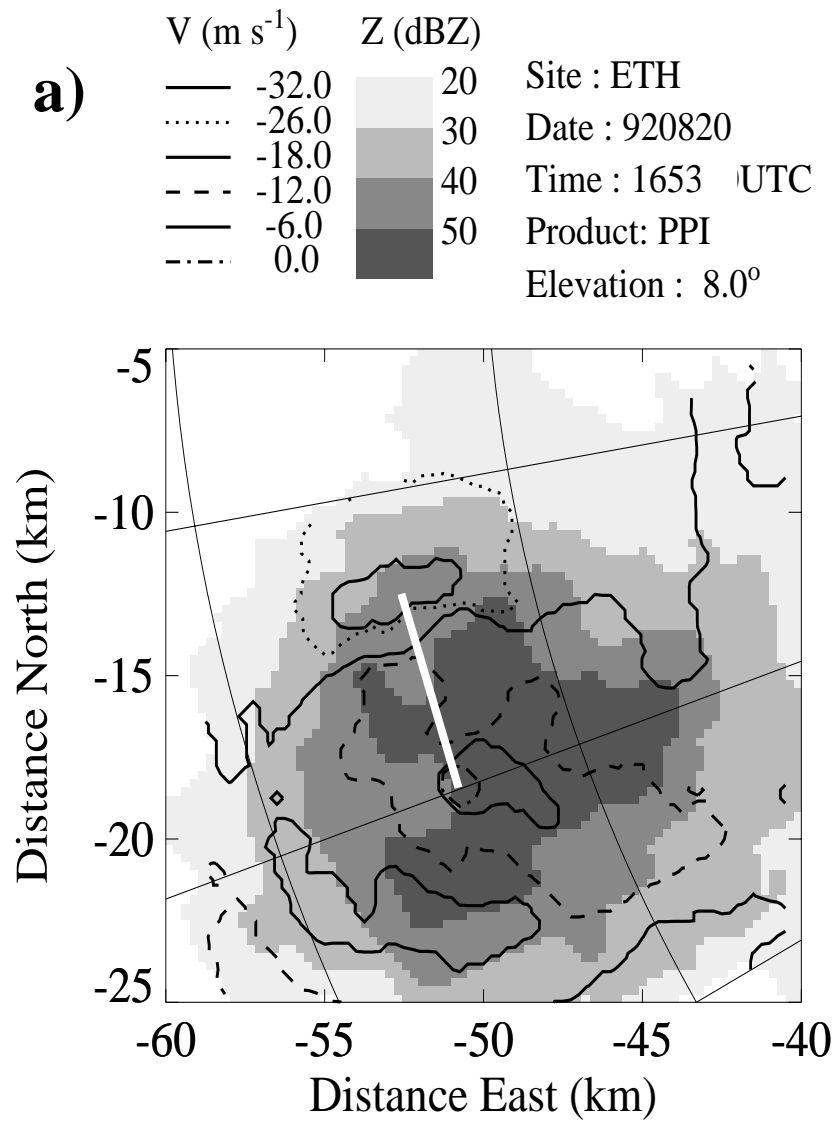 V (m s-1) Z (dBZ)
a)
-32.0
-26.0
-18.0
-12.0
-6.0
0.0
20
30
40
50
Site : ETH
Date : 920820
Time : 1653 UTC
Product: PPI
Elevation : 8.0o
Distance North (km)
-5
-10
-15
-20
-25
-60 -55 -50 -45 -40
Distance East (km)